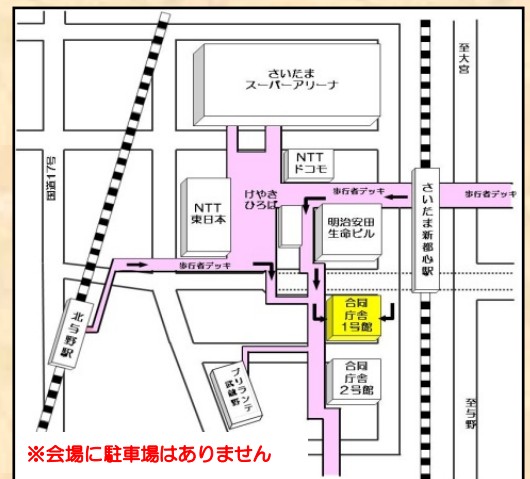 さいたま
スーパーアリーナ
至大宮
国道17号
NTT
ドコモ
NTT
東日本
けやき
ひろば
歩行者デッキ
歩行者デッキ
さいたま新都心駅
明治安田
生命ビル
歩行者デッキ
北与野駅
合同
庁舎
1号館
合同
庁舎
2号館
ブリランテ
武蔵野
至与野
※会場に駐車場はありません